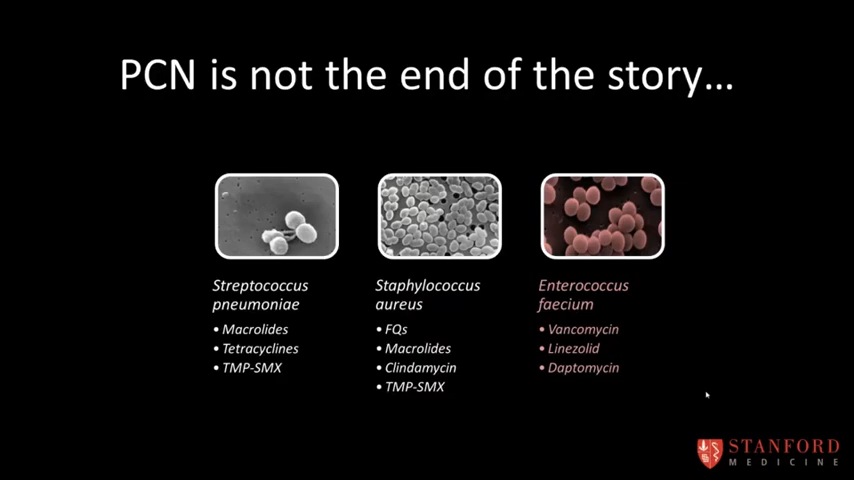 PCN is not the end of the story…
Streptococcus
pneumoniae
• Macrolides
• Tetracyclines
• TMP-SMX
Staphylococcus
aureus
• FQs
• Macrolides
• Clindamycin
• TMP-SMX
Enterococcus
faecium
• Vancomycin
• Linezolid
• Daptomycin
STANFORD
MEDICINE